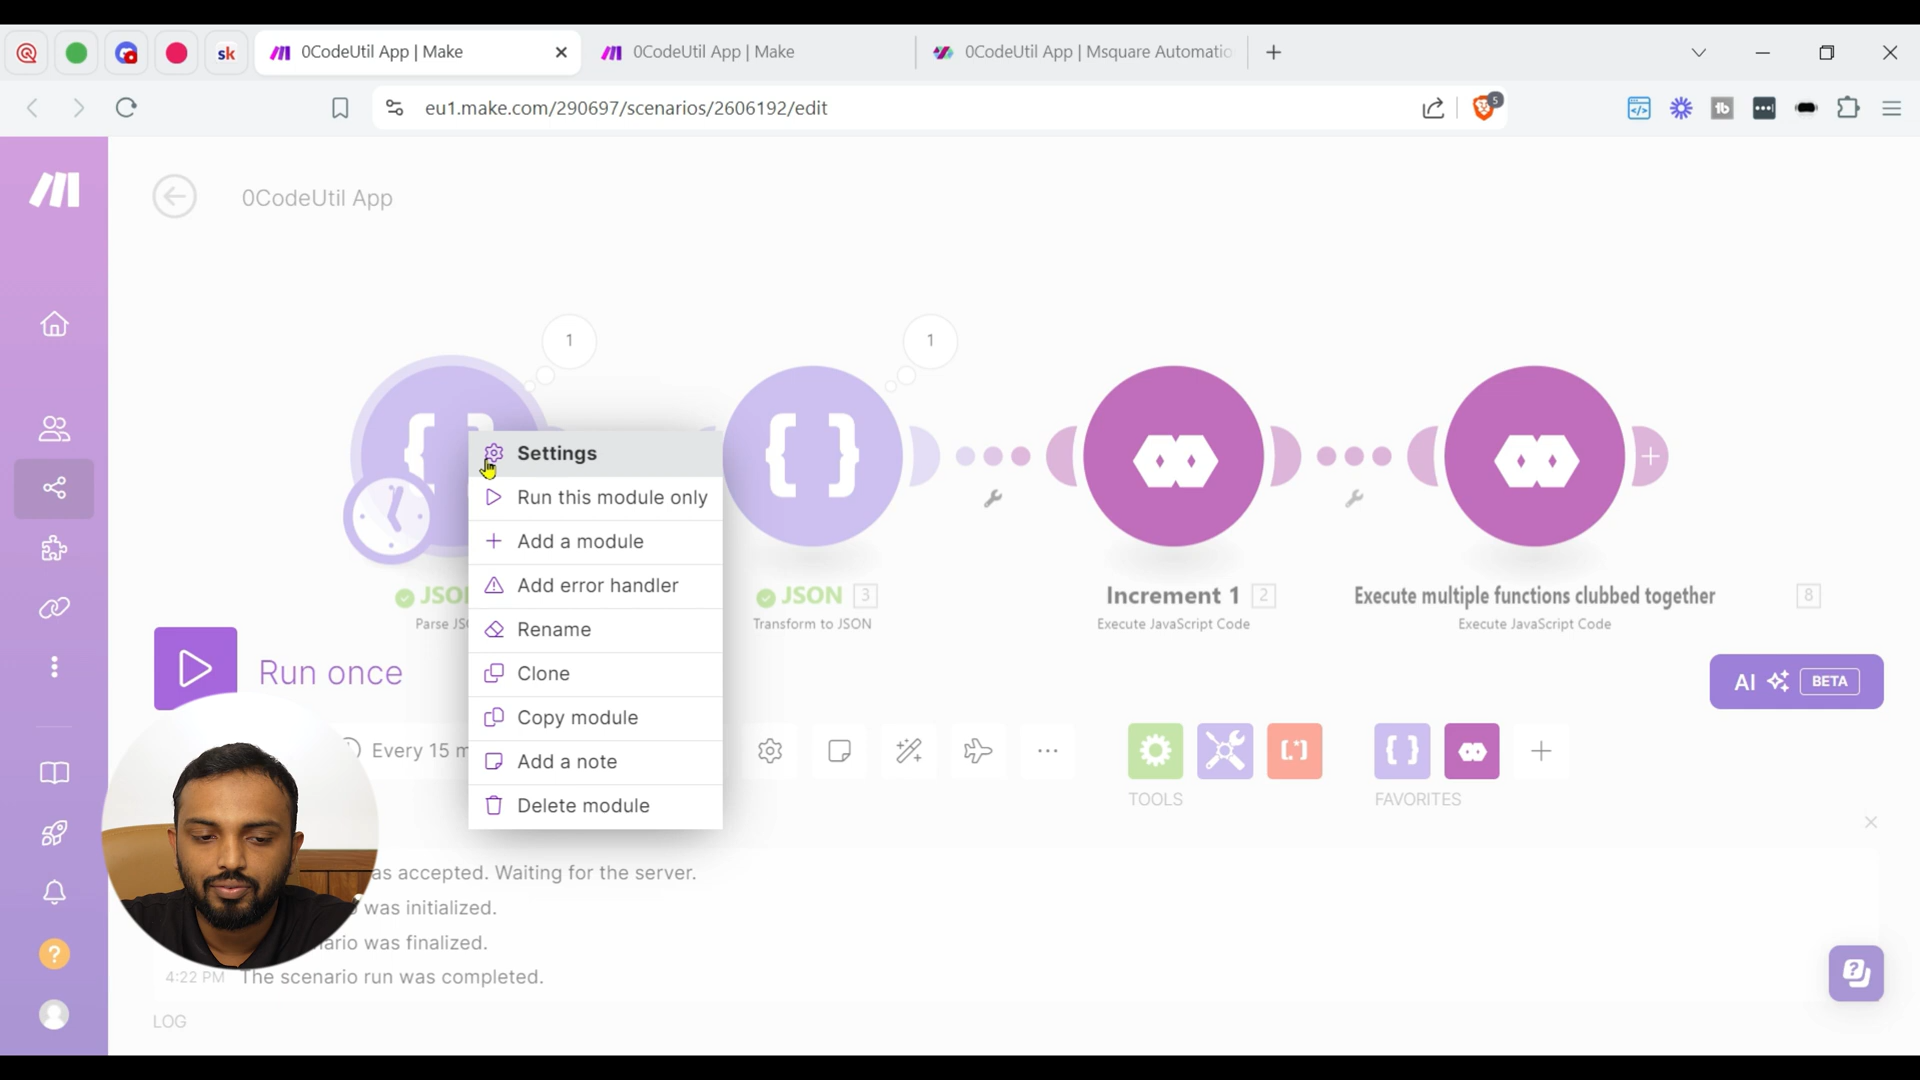 sk
0CodeUtil App | Make
0CodeUtil App | Make
0CodeUtil App | Msquare Automatio
eu1.make.com/290697/scenarios/2606192/edit
5
tb
0CodeUtil App
1
1
Settings
Run this module only
Add a module
Add error handler
Rename
Clone
Copy module
Add a note
Delete module
JSO
Parse JS
JSON 3
Transform to JSON
Increment 1 2
Execute JavaScript Code
Execute multiple functions clubbed together 8
Execute JavaScript Code
Run once
AI BETA
Every 15 m
TOOLS
FAVORITES
as accepted. Waiting for the server.
was initialized.
ario was finalized.
4:22 PM The scenario run was completed.
LOG